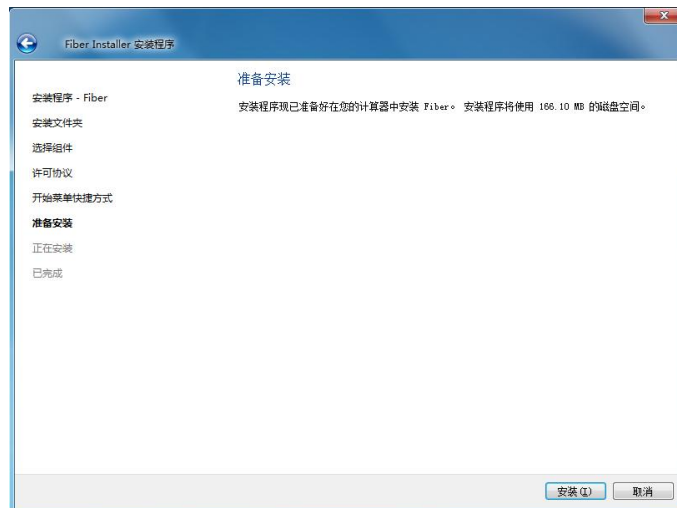 Fiber Installer 安装程序
安装程序 - Fiber
安装文件夹
选择组件
许可协议
开始菜单快捷方式
准备安装
正在安装
已完成
准备安装
安装程序现已准备好在您的计算器中安装 Fiber。 安装程序将使用 166.10 MB 的磁盘空间。
安装(I)
取消